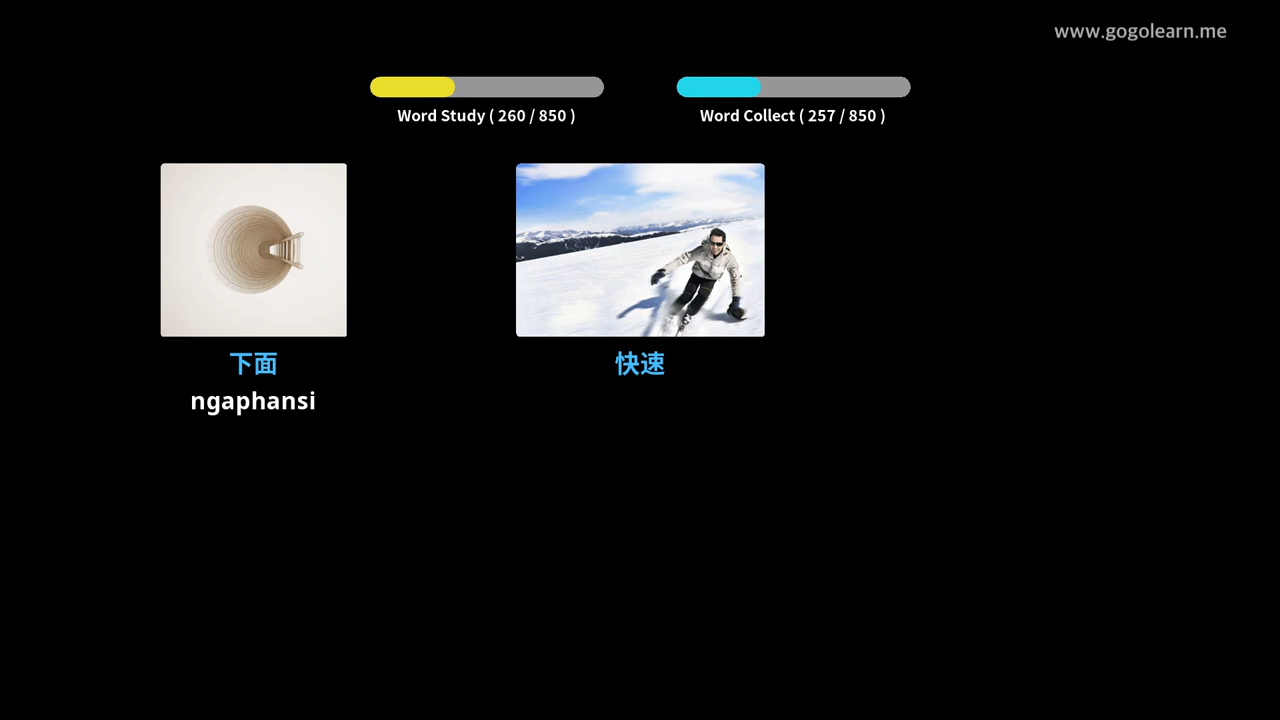 www.gogolearn.me
Word Study ( 260 / 850 )
Word Collect ( 257 / 850 )
下面
ngaphansi
快速